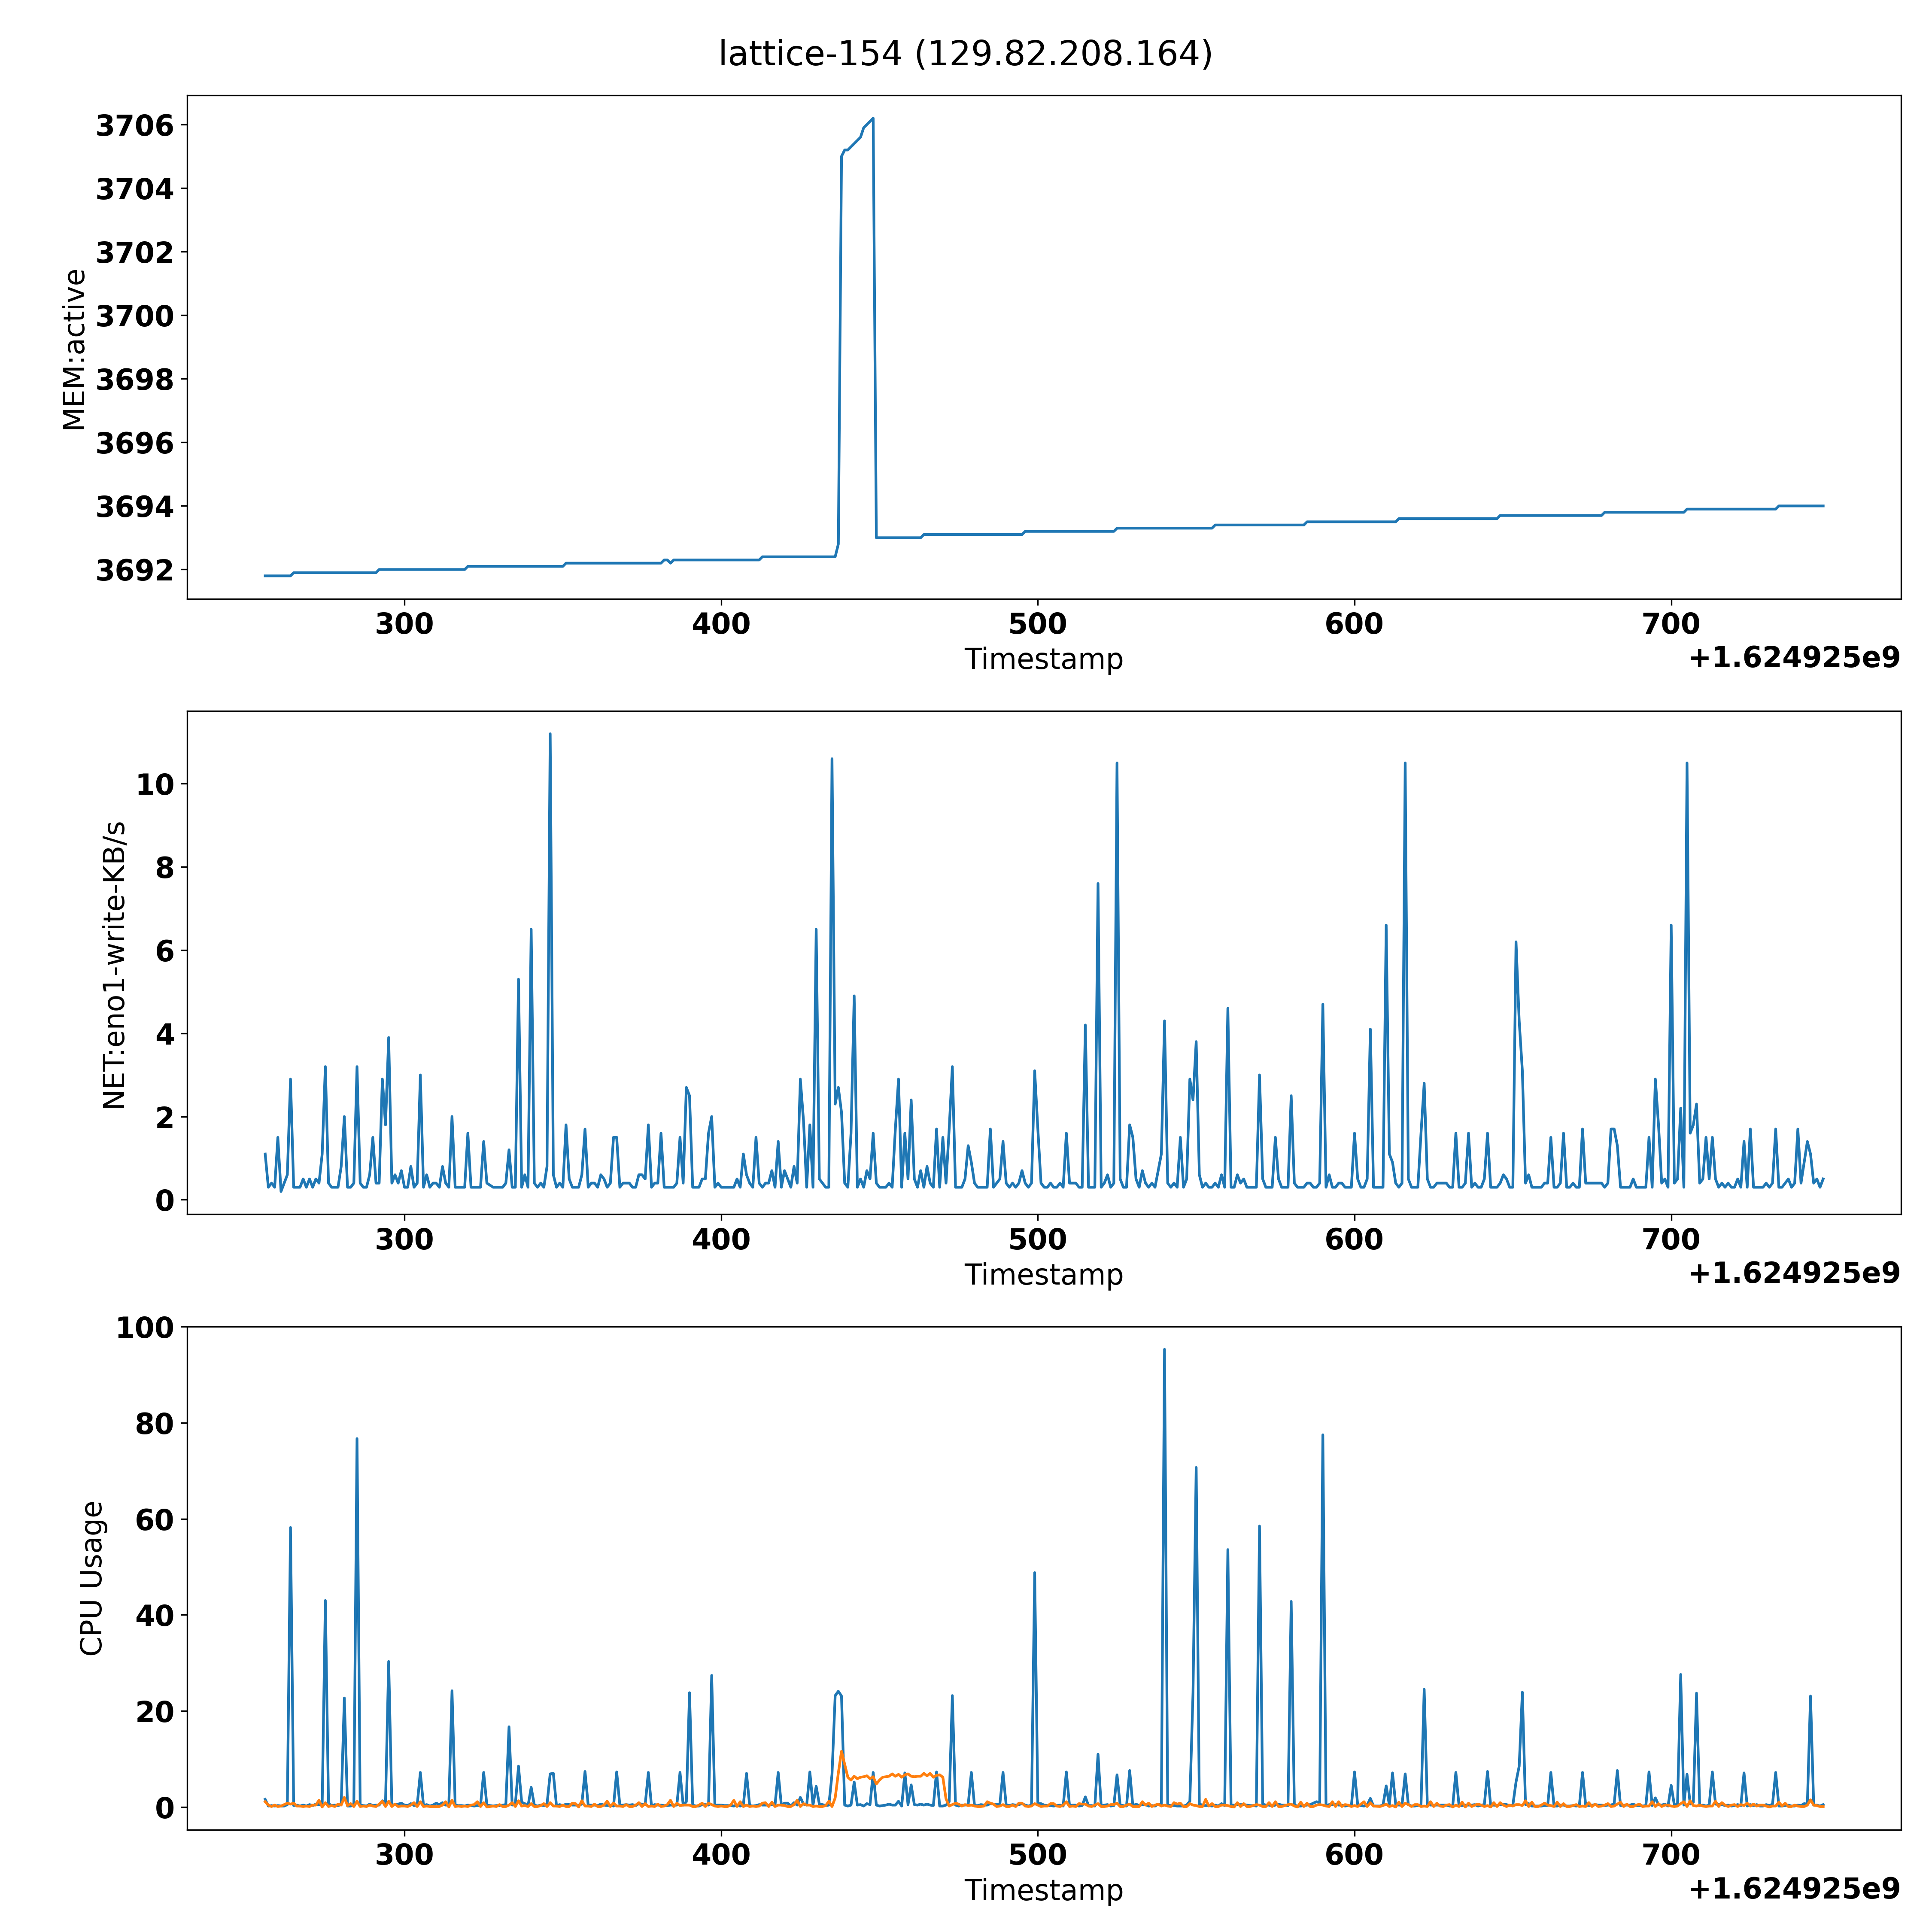 lattice-154 (129.82.208.164)
MEM:active
3706
3704
3702
3700
3698
3696
3694
3692
300 400 500 600 700
Timestamp
+1.624925e9
NET:eno1-write-KB/s
10
8
6
4
2
0
300 400 500 600 700
Timestamp
+1.624925e9
CPU Usage
100
80
60
40
20
0
300 400 500 600 700
Timestamp
+1.624925e9